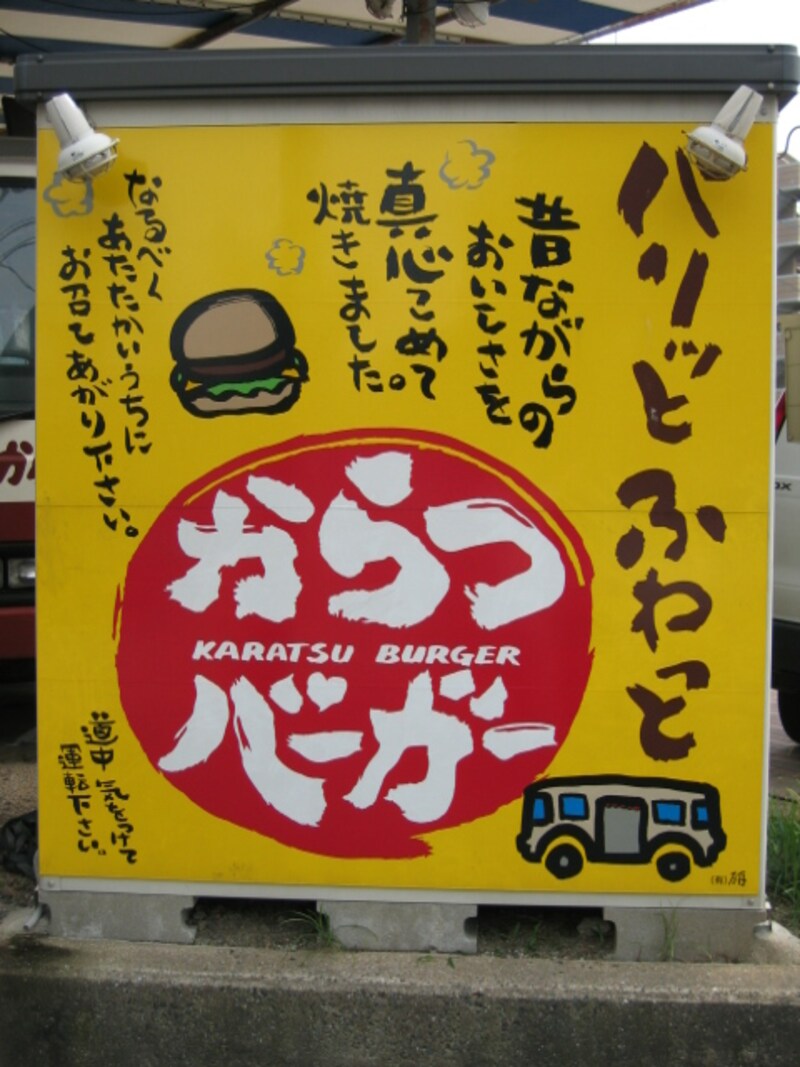 パリッと ふわっと
昔ながらの
おいしさを
真心こめて
焼きました。
なるべく
あたたかいうちに
お召しあがり下さい。
からつ
KARATSU BURGER
バーガー
道中気をつけて
運転下さい。